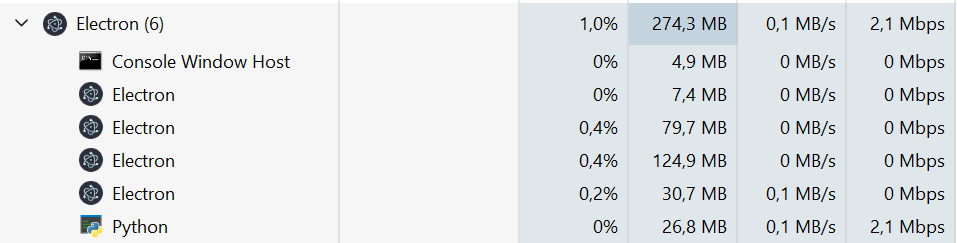 Electron (6) 1,0% 274,3 MB 0,1 MB/s 2,1 Mbps
Console Window Host 0% 4,9 MB 0 MB/s 0 Mbps
Electron 0% 7,4 MB 0 MB/s 0 Mbps
Electron 0,4% 79,7 MB 0 MB/s 0 Mbps
Electron 0,4% 124,9 MB 0 MB/s 0 Mbps
Electron 0,2% 30,7 MB 0,1 MB/s 0 Mbps
Python 0% 26,8 MB 0,1 MB/s 2,1 Mbps